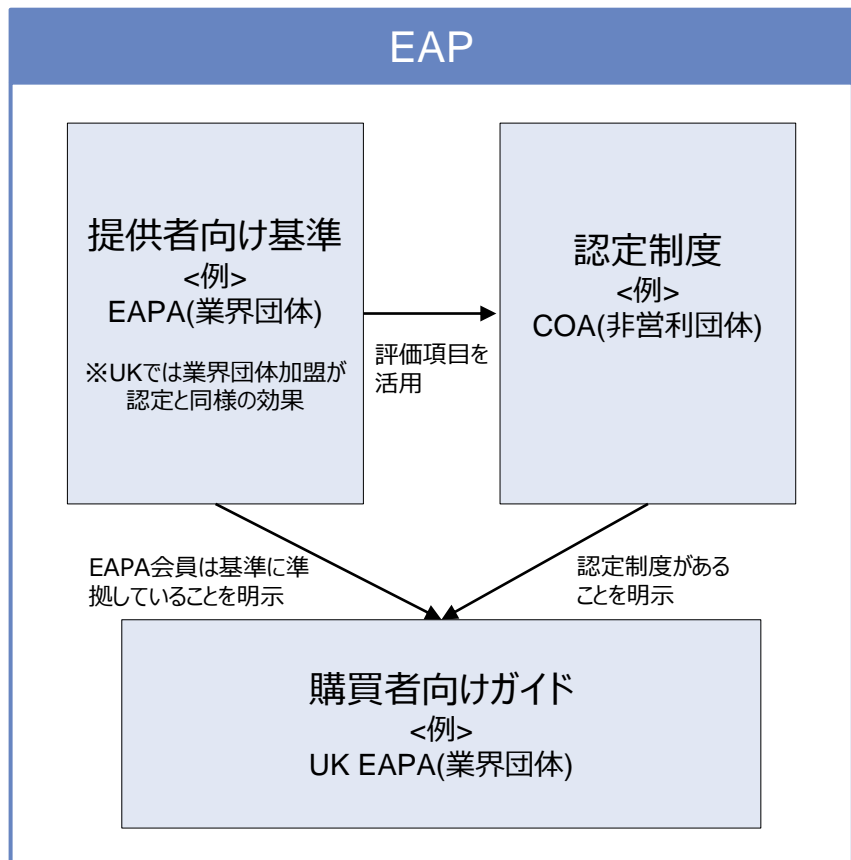 EAP
提供者向け基準
<例>
EAPA(業界団体)
※UKでは業界団体加盟が
認定と同様の効果
評価項目を
活用
認定制度
<例>
COA(非営利団体)
EAPA会員は基準に準
拠していることを明示
認定制度がある
ことを明示
購買者向けガイド
<例>
UK EAPA(業界団体)